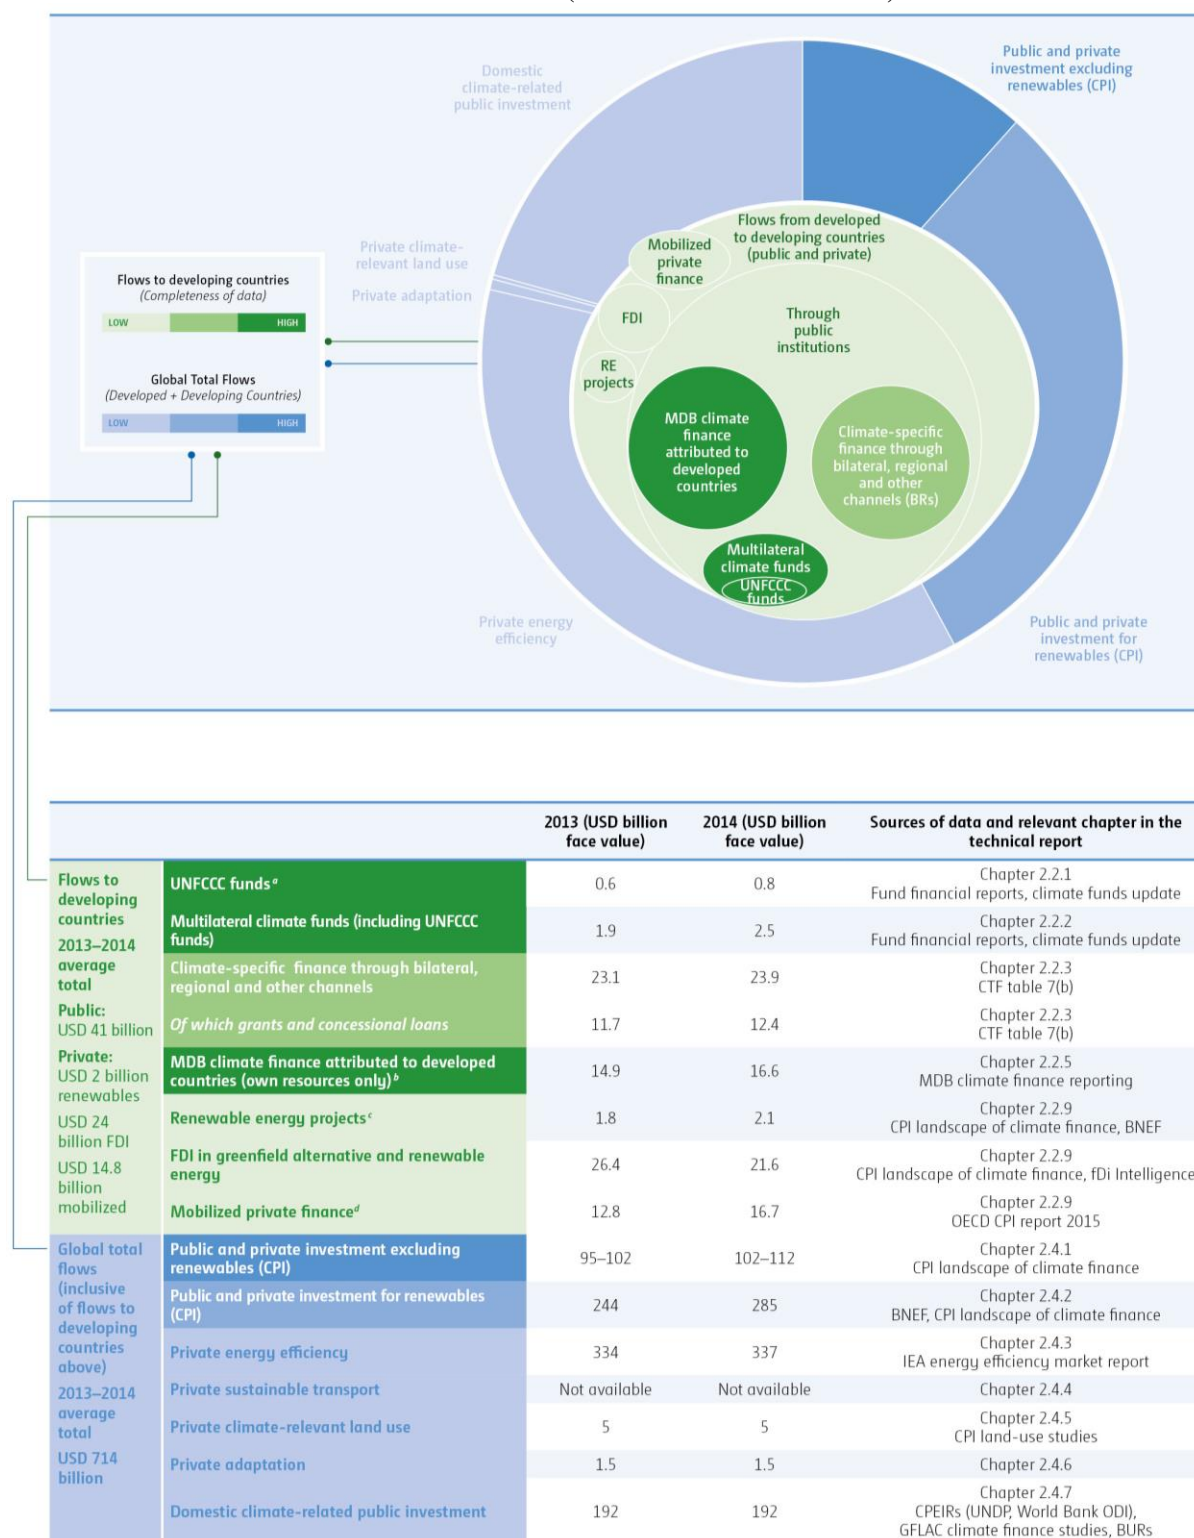 Domestic
climate-related
public investment
Public and private
investment excluding
renewables (CPI)
Flows from developed
to developing countries
(public and private)
Mobilized
private
finance
Private climate-
relevant land use
Private adaptation
Flows to developing countries
(Completeness of data)
LOW HIGH
Global Total Flows
(Developed + Developing Countries)
LOW HIGH
FDI
Through
public
institutions
RE
projects
MDB climate
finance
attributed to
developed
countries
Climate-specific
finance through
bilateral, regional
and other
channels (BRs)
Multilateral
climate funds
UNFCCC
funds
Private energy
efficiency
Public and private
investment for
renewables (CPI)
2013 (USD billion
face value)
2014 (USD billion
face value)
Sources of data and relevant chapter in the
technical report
Flows to
developing
countries
2013–2014
average
total
Public:
USD 41 billion
Private:
USD 2 billion
renewables
USD 24
billion FDI
USD 14.8
billion
mobilized
UNFCCC funds a
0.6
0.8
Chapter 2.2.1
Fund financial reports, climate funds update
Multilateral climate funds (including UNFCCC
funds)
1.9
2.5
Chapter 2.2.2
Fund financial reports, climate funds update
Climate-specific finance through bilateral,
regional and other channels
23.1
23.9
Chapter 2.2.3
CTF table 7(b)
Of which grants and concessional loans
11.7
12.4
Chapter 2.2.3
CTF table 7(b)
MDB climate finance attributed to developed
countries (own resources only) b
14.9
16.6
Chapter 2.2.5
MDB climate finance reporting
Renewable energy projects c
1.8
2.1
Chapter 2.2.9
CPI landscape of climate finance, BNEF
FDI in greenfield alternative and renewable
energy
26.4
21.6
Chapter 2.2.9
CPI landscape of climate finance, fDi Intelligence
Mobilized private finance d
12.8
16.7
Chapter 2.2.9
OECD CPI report 2015
Global total
flows
(inclusive
of flows to
developing
countries
above)
2013–2014
average
total
USD 714
billion
Public and private investment excluding
renewables (CPI)
95–102
102–112
Chapter 2.4.1
CPI landscape of climate finance
Public and private investment for renewables
(CPI)
244
285
Chapter 2.4.2
BNEF, CPI landscape of climate finance
Private energy efficiency
334
337
Chapter 2.4.3
IEA energy efficiency market report
Private sustainable transport
Not available
Not available
Chapter 2.4.4
Private climate-relevant land use
5
5
Chapter 2.4.5
CPI land-use studies
Private adaptation
1.5
1.5
Chapter 2.4.6
Domestic climate-related public investment
192
192
Chapter 2.4.7
CPEIRs (UNDP, World Bank ODI),
GFLAC climate finance studies, BURs